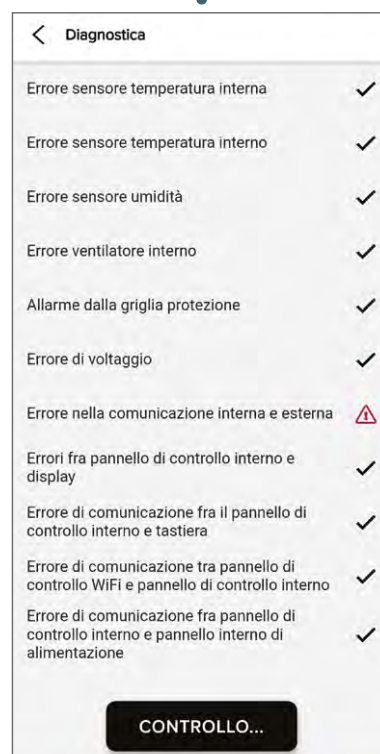 Diagnostica
Errore sensore temperatura interna
Errore sensore temperatura interno
Errore sensore umidità
Errore ventilatore interno
Allarme dalla griglia protezione
Errore di voltaggio
Errore nella comunicazione interna e esterna
Errori fra pannello di controllo interno e
display
Errore di comunicazione fra il pannello di
controllo interno e tastiera
Errore di comunicazione tra pannello di
controllo WiFi e pannello di controllo interno
Errore di comunicazione fra pannello di
controllo interno e pannello interno di
alimentazione
CONTROLLO...